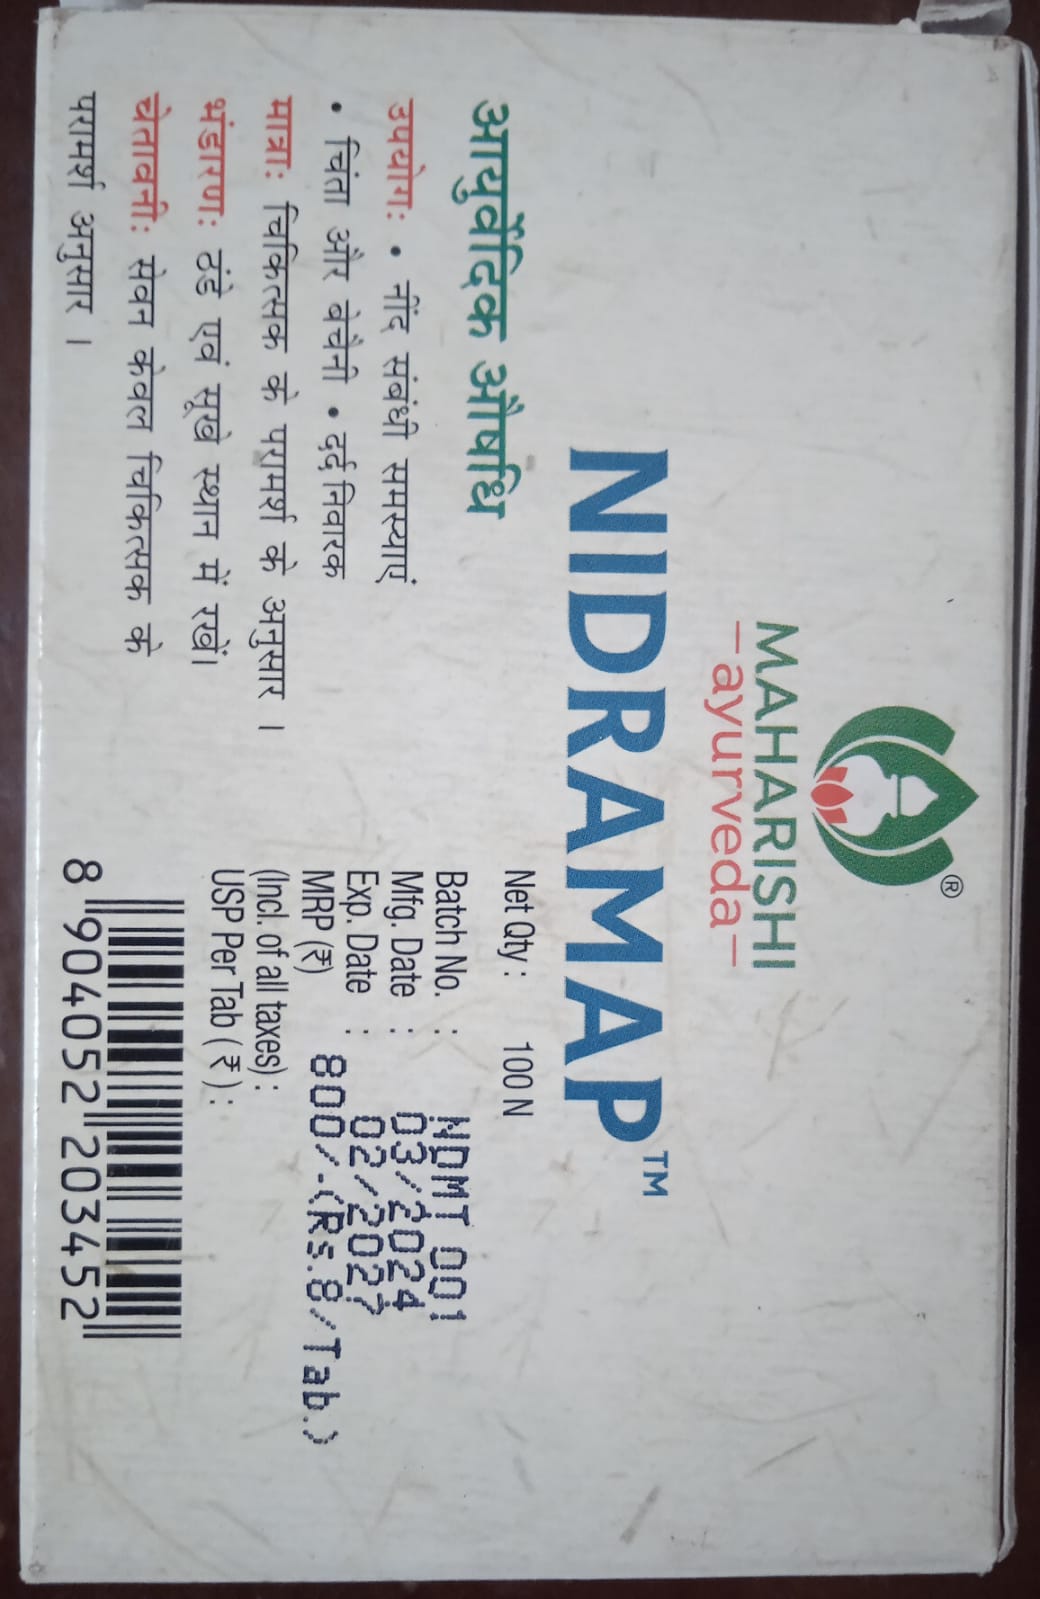 MAHARISHI
ayurveda
®
NIDRAMAP™
आयुर्वेदिक औषधि
उपयोगः • नींद संबंधी समस्याएं
• चिंता और बेचैनी • दर्द निवारक
मात्राः चिकित्सक के परामर्श के अनुसार ।
भंडारणः ठंडे एवं सूखे स्थान में रखें।
चेतावनीः सेवन केवल चिकित्सक के
परामर्श अनुसार ।
Net Qty : 100 N
Batch No. : NDMT 001
Mfg. Date : 03/2024
Exp. Date : 02/2027
MRP (₹) 800/-(Rs.8/Tab.)
(Incl. of all taxes) :
USP Per Tab (₹) :
8 904052 203452